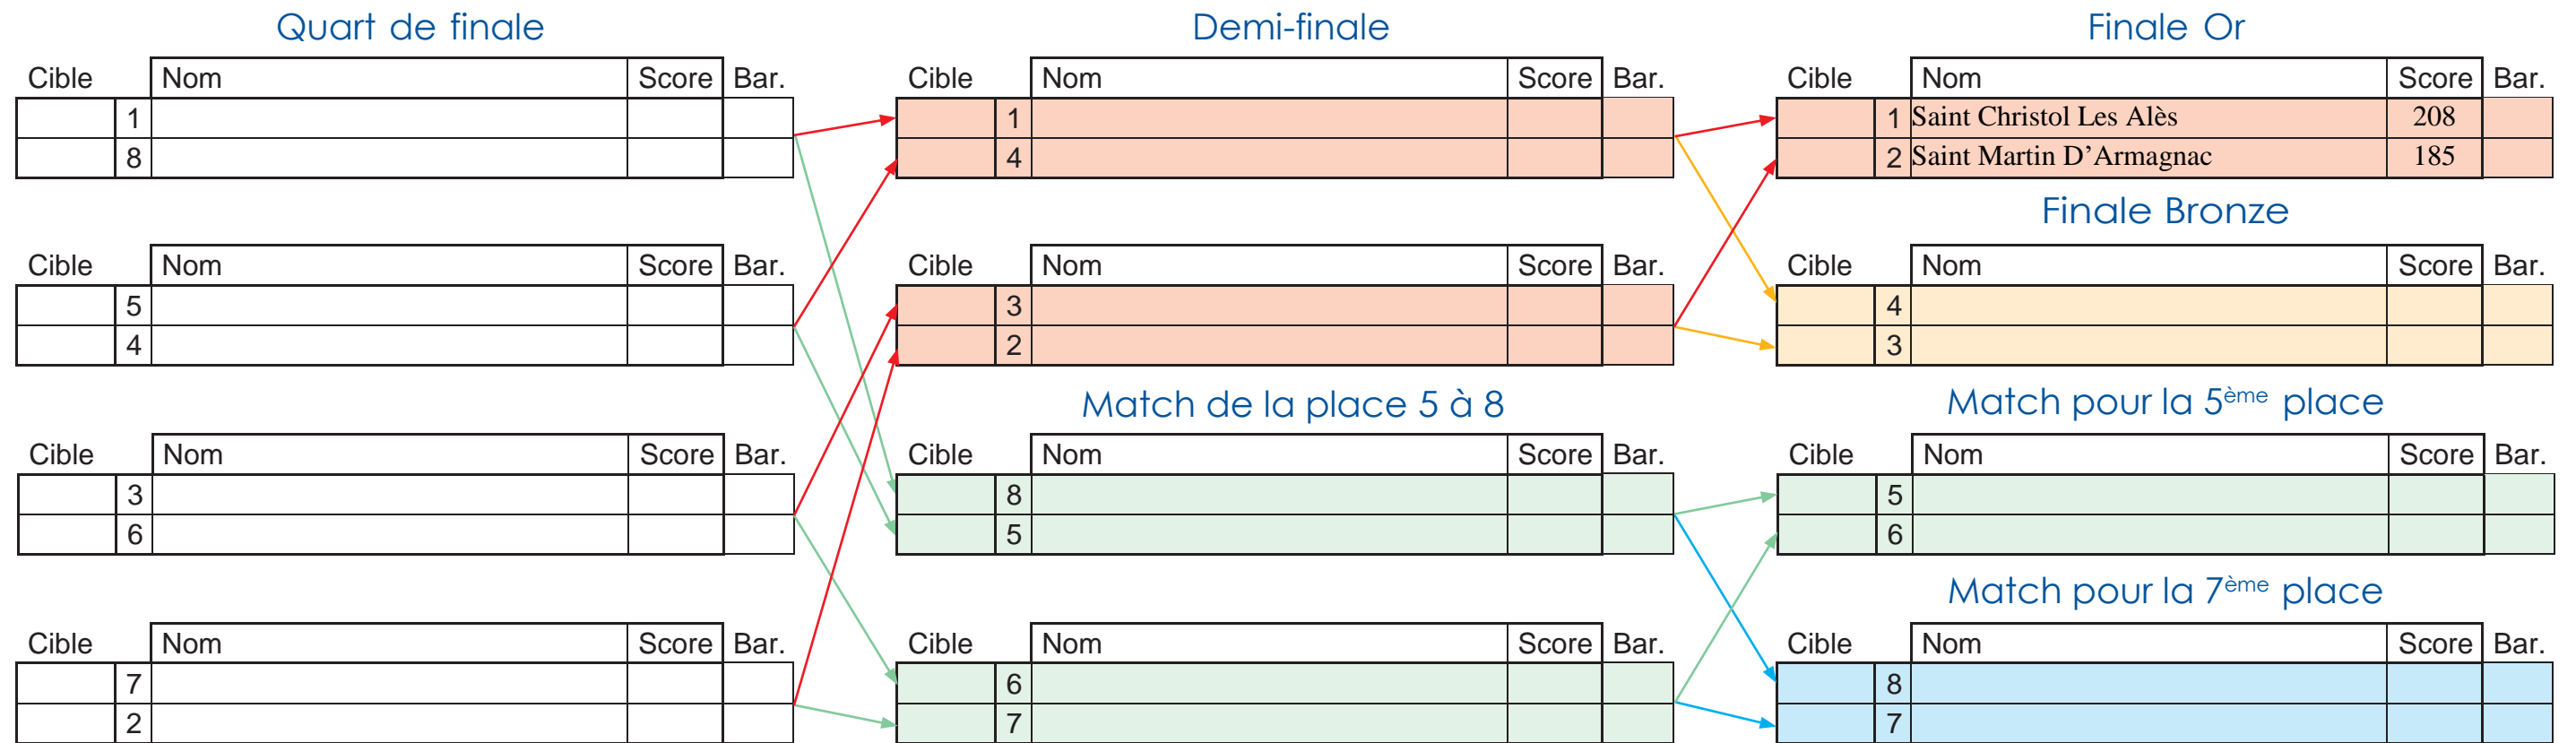 Quart de finale
Demi-finale
Finale Or
Cible Nom Score Bar.
1
8
Cible Nom Score Bar.
1
4
Cible Nom Score Bar.
1 Saint Christol Les Alès 208
2 Saint Martin D’Armagnac 185
Finale Bronze
Cible Nom Score Bar.
5
4
Cible Nom Score Bar.
3
2
Cible Nom Score Bar.
4
3
Match de la place 5 à 8
Match pour la 5ème place
Cible Nom Score Bar.
3
6
Cible Nom Score Bar.
8
5
Cible Nom Score Bar.
5
6
Match pour la 7ème place
Cible Nom Score Bar.
7
2
Cible Nom Score Bar.
6
7
Cible Nom Score Bar.
8
7